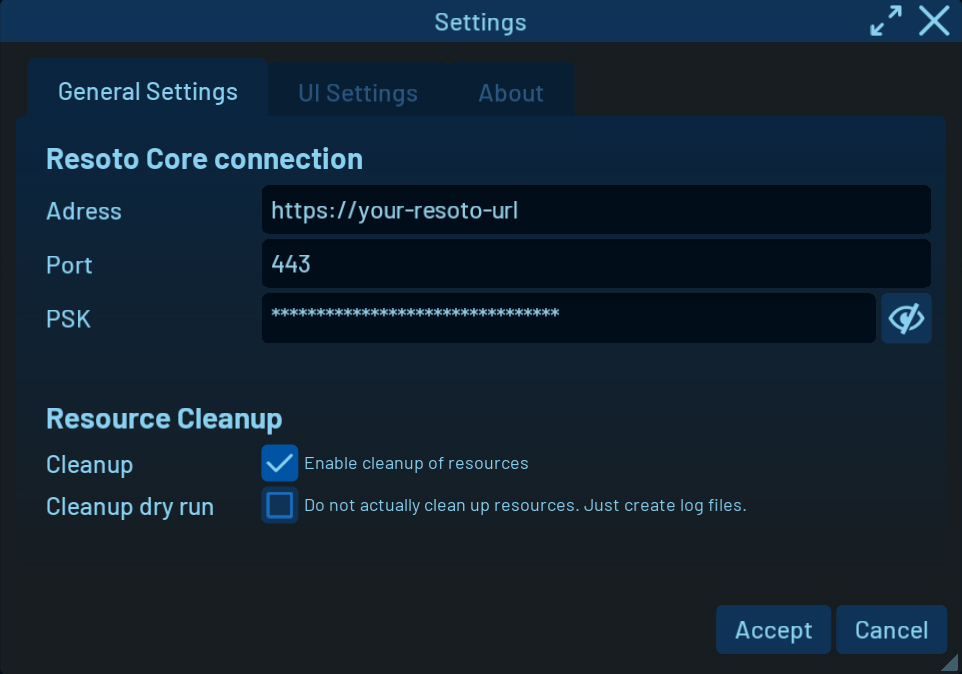 Settings
General Settings UI Settings About
Resoto Core connection
Adress https://your-resoto-url
Port 443
PSK ********************************
Resource Cleanup
Cleanup Enable cleanup of resources
Cleanup dry run Do not actually clean up resources. Just create log files.
Accept Cancel